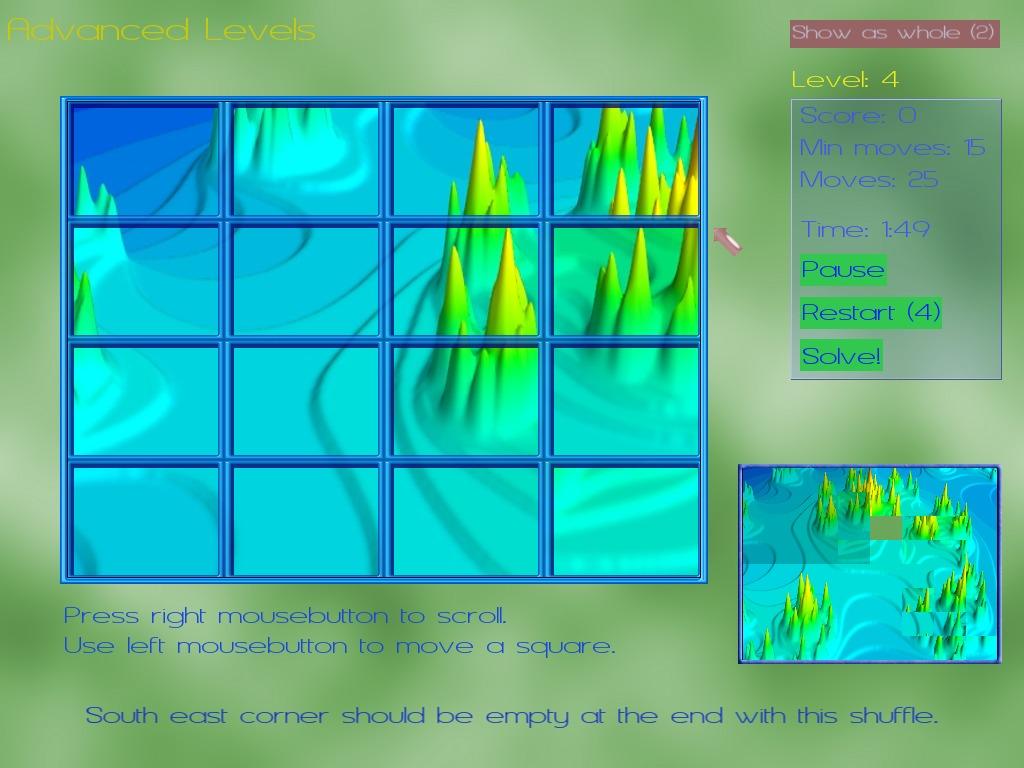 Advanced Levels
Show as whole (2)
Level: 4
Score: 0
Min moves: 15
Moves: 25
Time: 1:49
Pause
Restart (4)
Solve!
Press right mousebutton to scroll.
Use left mousebutton to move a square.
South east corner should be empty at the end with this shuffle.